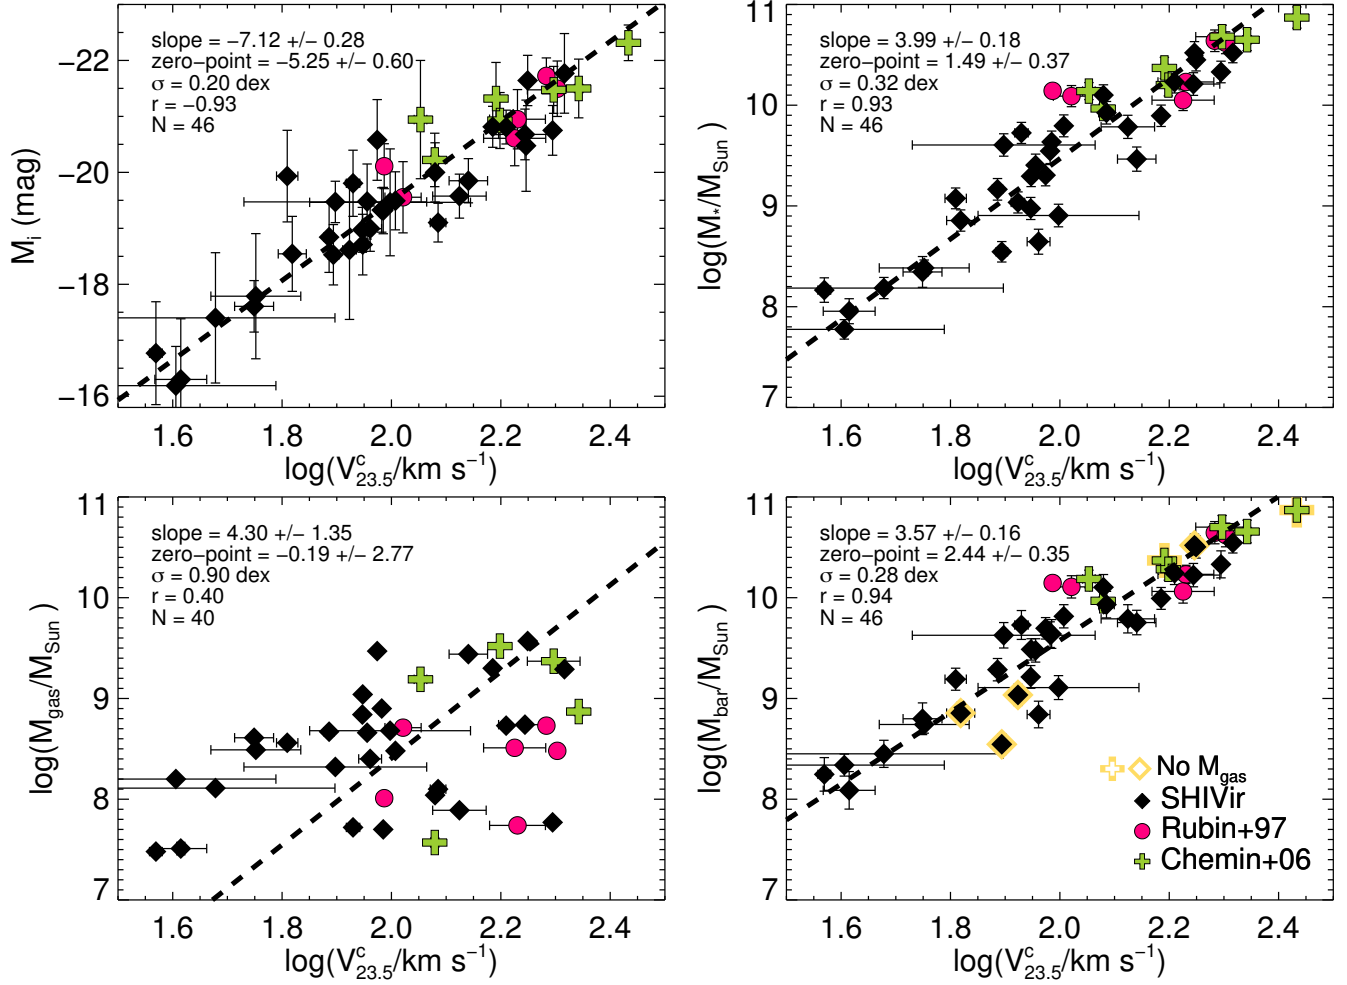 slope = −7.12 +/− 0.28
zero−point = −5.25 +/− 0.60
σ = 0.20 dex
r = −0.93
N = 46
−22
−20
−18
−16
M_i (mag)
1.6 1.8 2.0 2.2 2.4
log(V^c_23.5/km s^−1)
slope = 3.99 +/− 0.18
zero−point = 1.49 +/− 0.37
σ = 0.32 dex
r = 0.93
N = 46
11
10
9
8
7
log(M_*/M_Sun)
1.6 1.8 2.0 2.2 2.4
log(V^c_23.5/km s^−1)
slope = 4.30 +/− 1.35
zero−point = −0.19 +/− 2.77
σ = 0.90 dex
r = 0.40
N = 40
11
10
9
8
7
log(M_gas/M_Sun)
1.6 1.8 2.0 2.2 2.4
log(V^c_23.5/km s^−1)
slope = 3.57 +/− 0.16
zero−point = 2.44 +/− 0.35
σ = 0.28 dex
r = 0.94
N = 46
11
10
9
8
7
log(M_bar/M_Sun)
No M_gas
SHIVir
Rubin+97
Chemin+06
1.6 1.8 2.0 2.2 2.4
log(V^c_23.5/km s^−1)